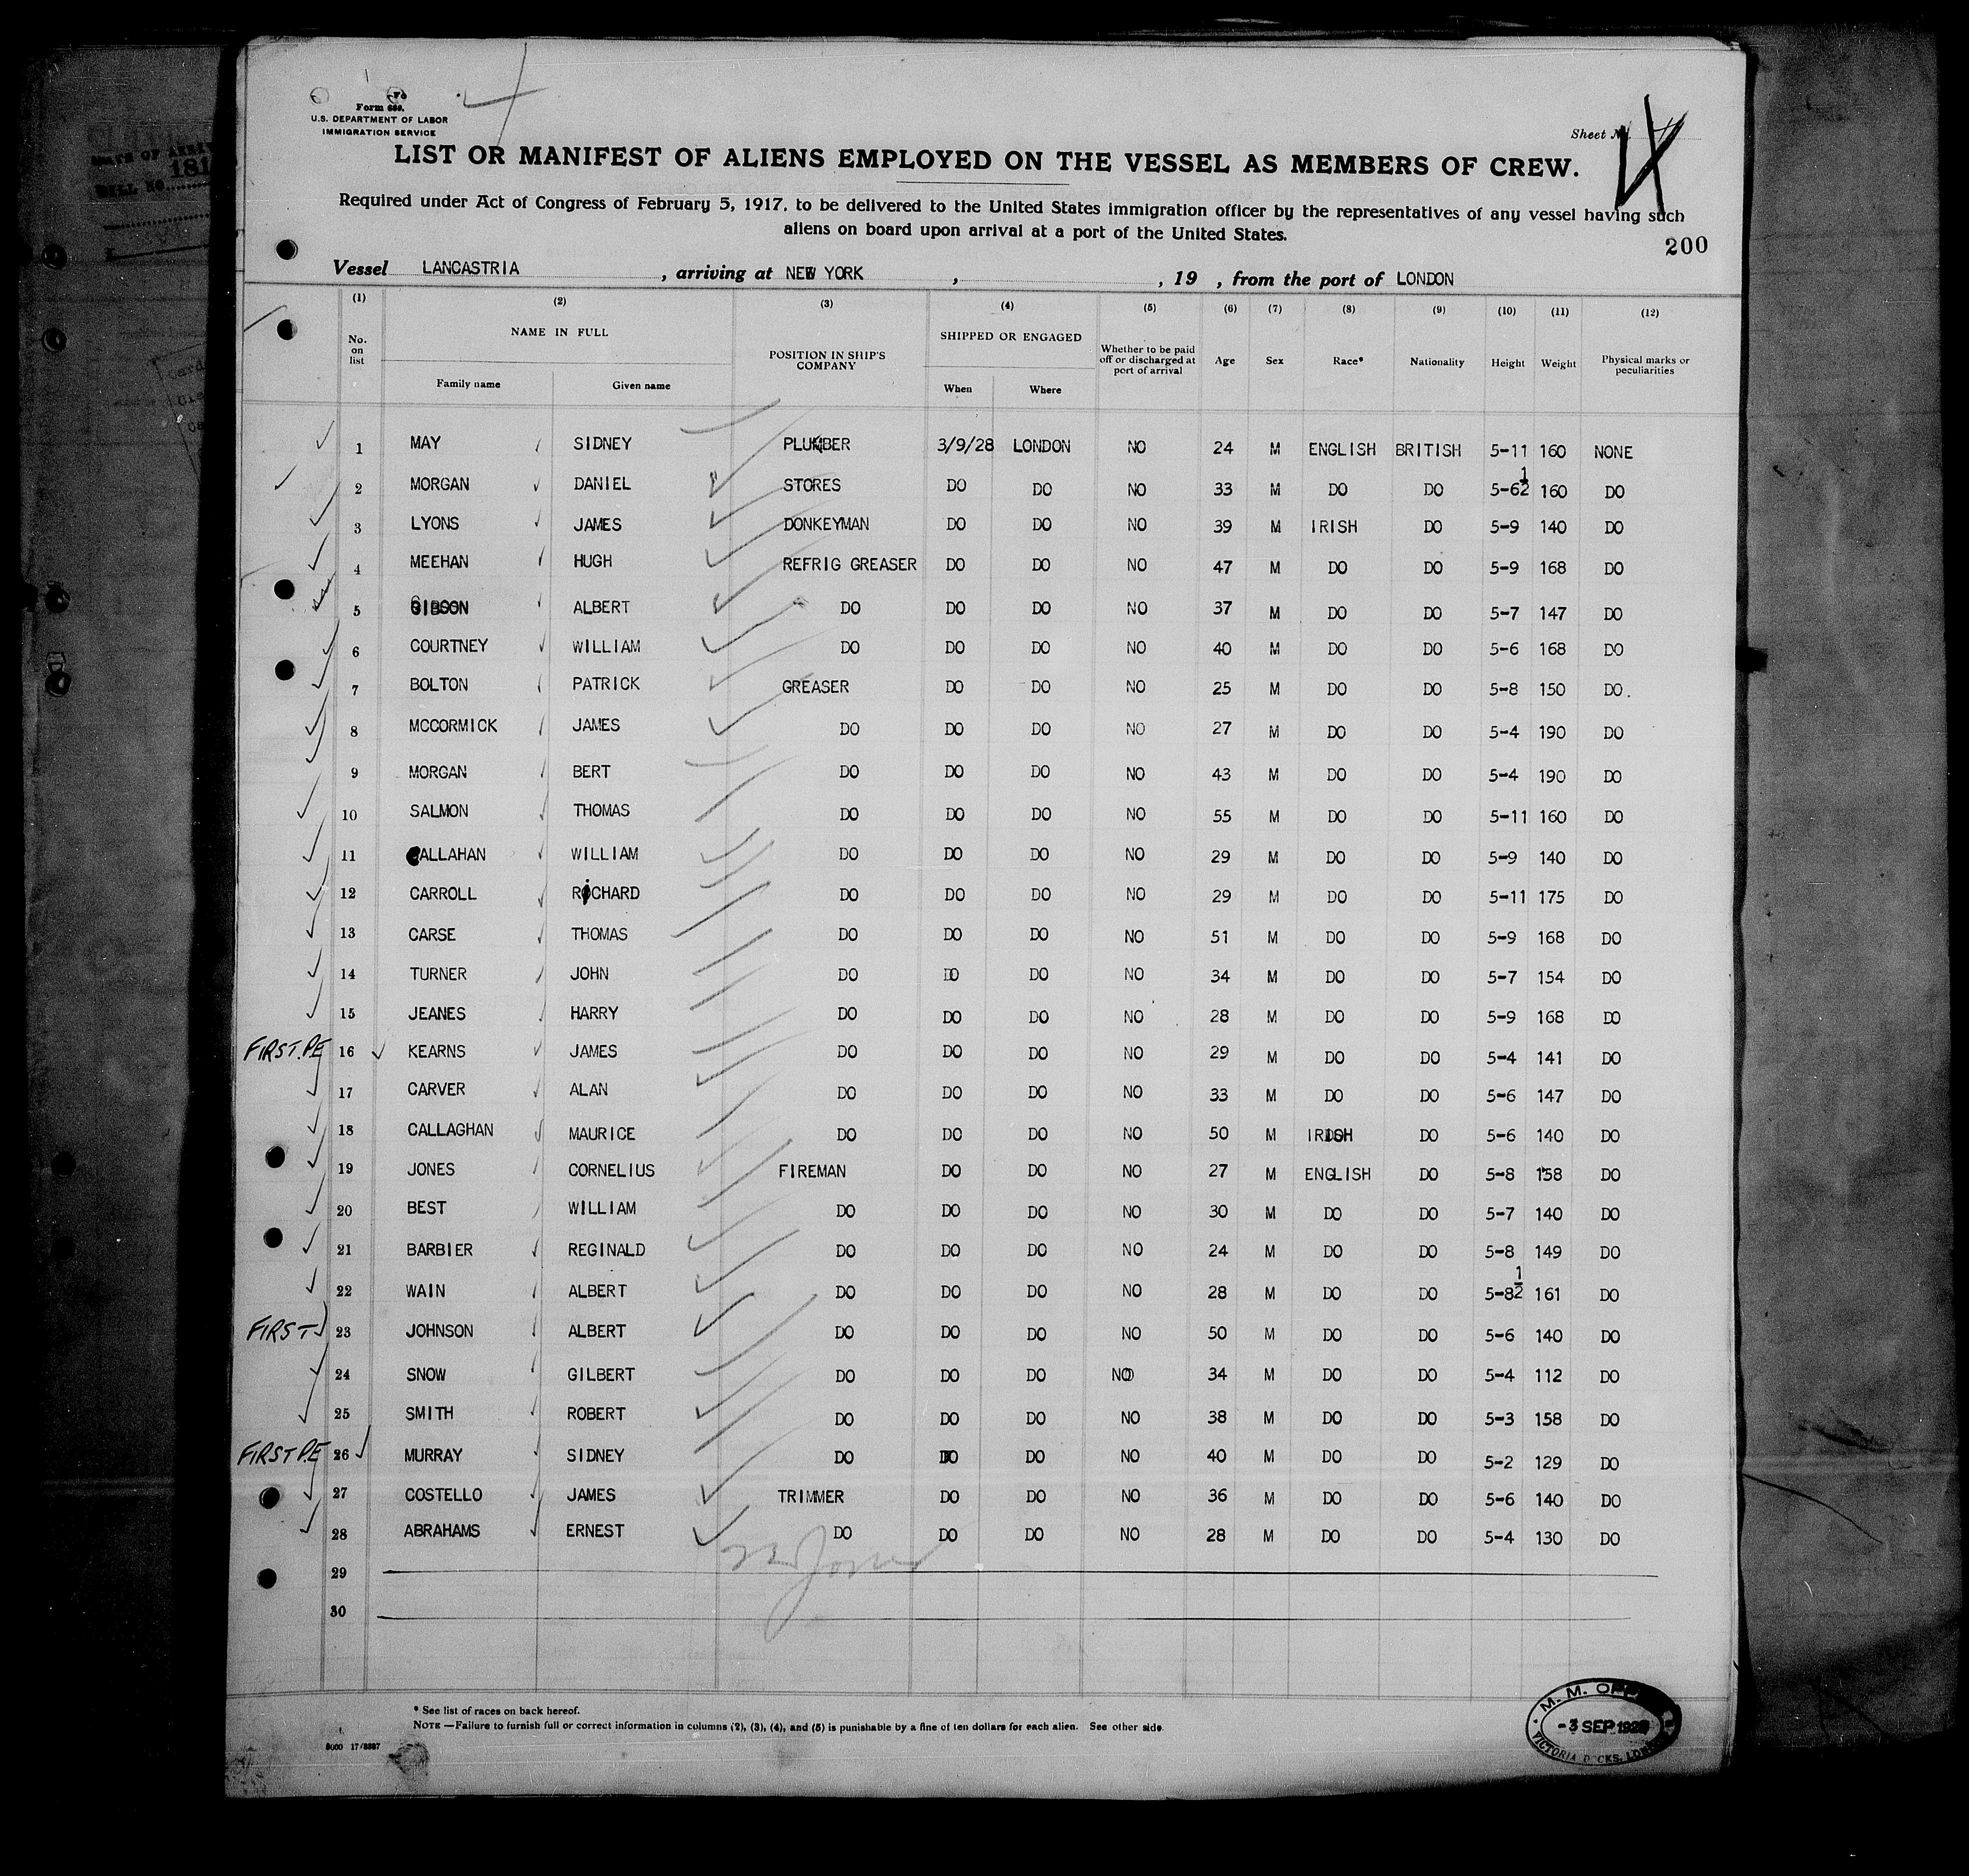 Form 689.
U.S. DEPARTMENT OF LABOR
IMMIGRATION SERVICE
Sheet No.
LIST OR MANIFEST OF ALIENS EMPLOYED ON THE VESSEL AS MEMBERS OF CREW.
Required under Act of Congress of February 5, 1917, to be delivered to the United States immigration officer by the representatives of any vessel having such
aliens on board upon arrival at a port of the United States.
200
Vessel LANCASTRIA , arriving at NEW YORK , , 19 , from the port of LONDON
(1) (2) (3) (4) (5) (6) (7) (8) (9) (10) (11) (12)
No. on list NAME IN FULL POSITION IN SHIP'S COMPANY SHIPPED OR ENGAGED Whether to be paid off or discharged at port of arrival Age Sex Race* Nationality Height Weight Physical marks or peculiarities
Family name Given name When Where
1 MAY SIDNEY PLUMBER 3/9/28 LONDON NO 24 M ENGLISH BRITISH 5-11 160 NONE
2 MORGAN DANIEL STORES DO DO NO 33 M DO DO 5-6 1/2 160 DO
3 LYONS JAMES DONKEYMAN DO DO NO 39 M IRISH DO 5-9 140 DO
4 MEEHAN HUGH REFRIG GREASER DO DO NO 47 M DO DO 5-9 168 DO
5 GIBSON ALBERT DO DO DO NO 37 M DO DO 5-7 147 DO
6 COURTNEY WILLIAM DO DO DO NO 40 M DO DO 5-6 168 DO
7 BOLTON PATRICK GREASER DO DO NO 25 M DO DO 5-8 150 DO.
8 MCCORMICK JAMES DO DO DO NO 27 M DO DO 5-4 190 DO
9 MORGAN BERT DO DO DO NO 43 M DO DO 5-4 190 DO
10 SALMON THOMAS DO DO DO NO 55 M DO DO 5-11 160 DO
11 CALLAHAN WILLIAM DO DO DO NO 29 M DO DO 5-9 140 DO
12 CARROLL RICHARD DO DO DO NO 29 M DO DO 5-11 175 DO
13 CARSE THOMAS DO DO DO NO 51 M DO DO 5-9 168 DO
14 TURNER JOHN DO DO DO NO 34 M DO DO 5-7 154 DO
15 JEANES HARRY DO DO DO NO 28 M DO DO 5-9 168 DO
FIRST.PE 16 KEARNS JAMES DO DO DO NO 29 M DO DO 5-4 141 DO
17 CARVER ALAN DO DO DO NO 33 M DO DO 5-6 147 DO
18 CALLAGHAN MAURICE DO DO DO NO 50 M IRISH DO 5-6 140 DO
19 JONES CORNELIUS FIREMAN DO DO NO 27 M ENGLISH DO 5-8 158 DO
20 BEST WILLIAM DO DO DO NO 30 M DO DO 5-7 140 DO
21 BARBIER REGINALD DO DO DO NO 24 M DO DO 5-8 149 DO
22 WAIN ALBERT DO DO DO NO 28 M DO DO 5-8 1/2 161 DO
FIRST 23 JOHNSON ALBERT DO DO DO NO 50 M DO DO 5-6 140 DO
24 SNOW GILBERT DO DO DO NO 34 M DO DO 5-4 112 DO
25 SMITH ROBERT DO DO DO NO 38 M DO DO 5-3 158 DO
FIRST P.E 26 MURRAY SIDNEY DO DO DO NO 40 M DO DO 5-2 129 DO
27 COSTELLO JAMES TRIMMER DO DO NO 36 M DO DO 5-6 140 DO
28 ABRAHAMS ERNEST DO DO DO NO 28 M DO DO 5-4 130 DO
29
30
* See list of races on back hereof.
NOTE—Failure to furnish full or correct information in columns (2), (3), (4), and (5) is punishable by a fine of ten dollars for each alien. See other side.
M. M. OFF
-3 SEP 1928
VICTORIA DOCKS, LONDON